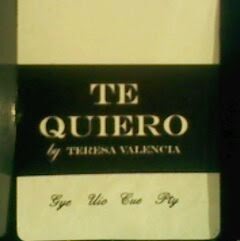 TE
QUIERO
by TERESA VALENCIA
Gye Uio Cue Pty